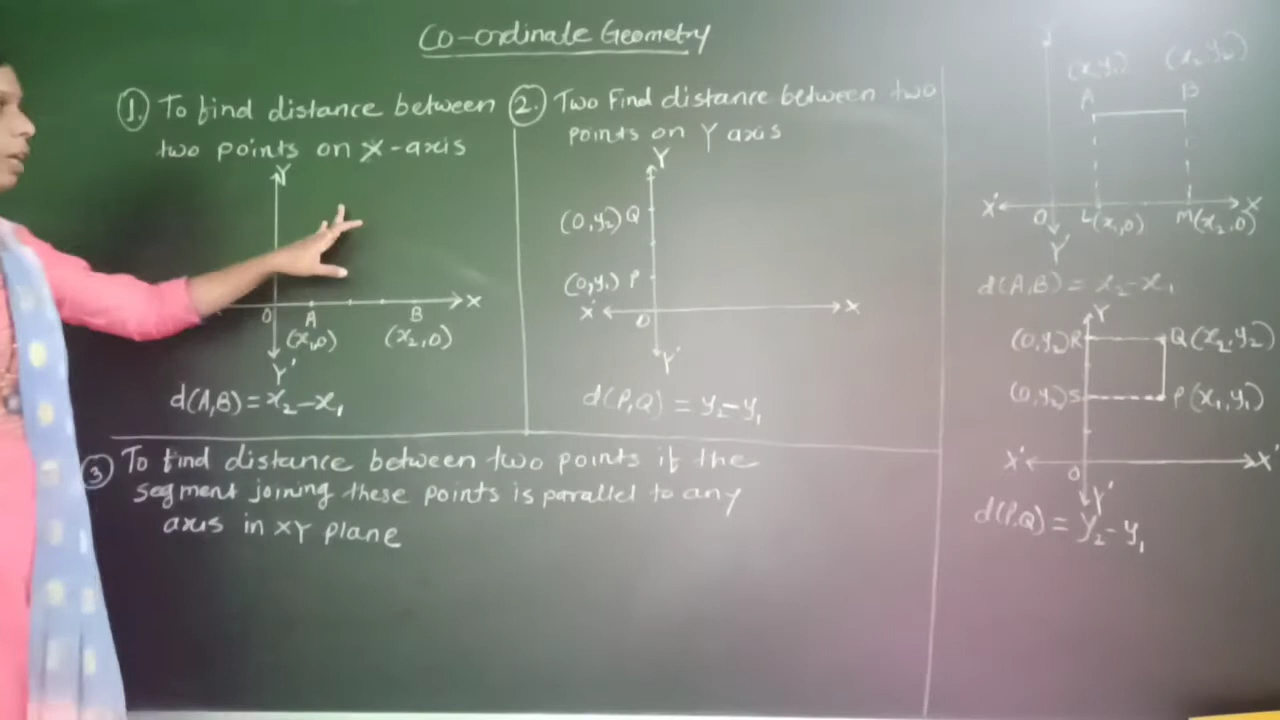 Co-ordinate Geometry
1. To find distance between
two points on X-axis
Y
O
A
B
X
(x1,0)
(x2,0)
Y'
d(A,B) = x2-x1
2. Two Find distance between two
points on Y axis
Y
(0,y2) Q
(0,y1) P
X'
O
X
Y'
d(P,Q) = y2-y1
3 To find distance between two points if the
segment joining these points is parallel to any
axis in XY plane
(x1,y1)
(x2,y2)
A
B
X'
O
L(x1,0)
M(x2,0)
X
Y'
d(A,B) = x2-x1
Y
(0,y2)R
Q(x2,y2)
(0,y2)S
P(x1,y1)
X'
O
X'
Y'
d(P,Q) = y2-y1